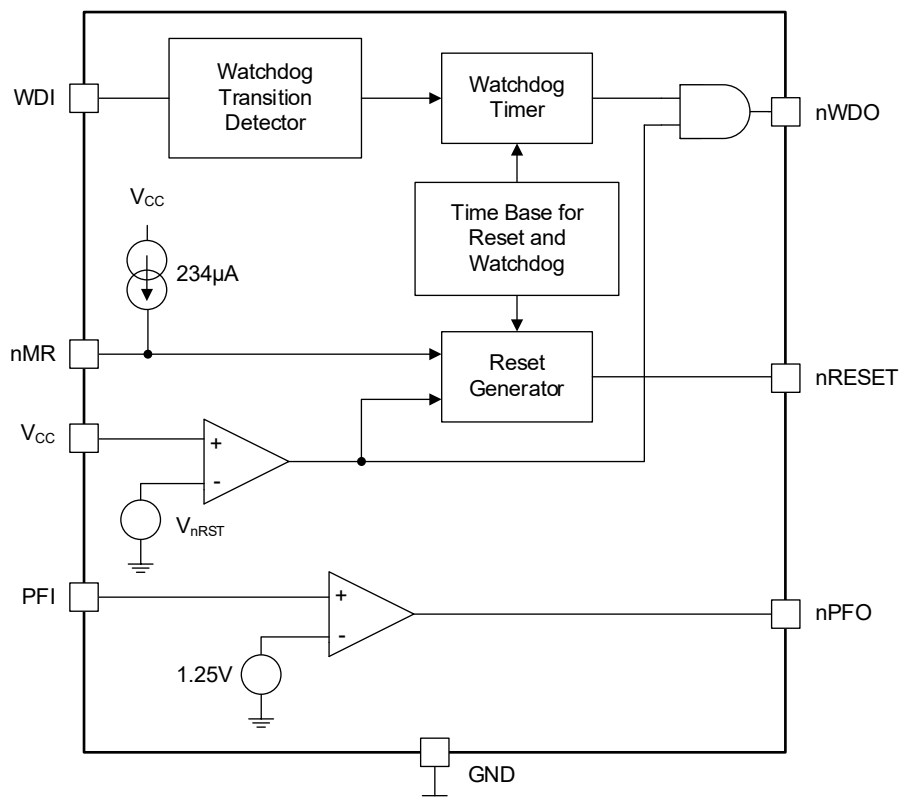 WDI
Watchdog
Transition
Detector
Watchdog
Timer
nWDO
VCC
234µA
Time Base for
Reset and
Watchdog
nMR
Reset
Generator
nRESET
VCC
+
-
VnRST
PFI
+
-
nPFO
1.25V
GND